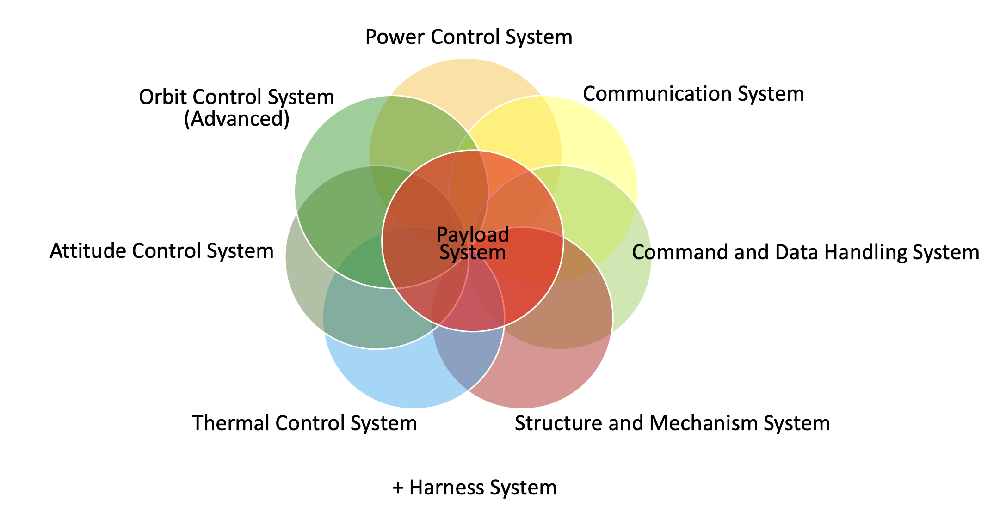 Power Control System
Orbit Control System
(Advanced)
Communication System
Payload
System
Attitude Control System
Command and Data Handling System
Thermal Control System
Structure and Mechanism System
+ Harness System